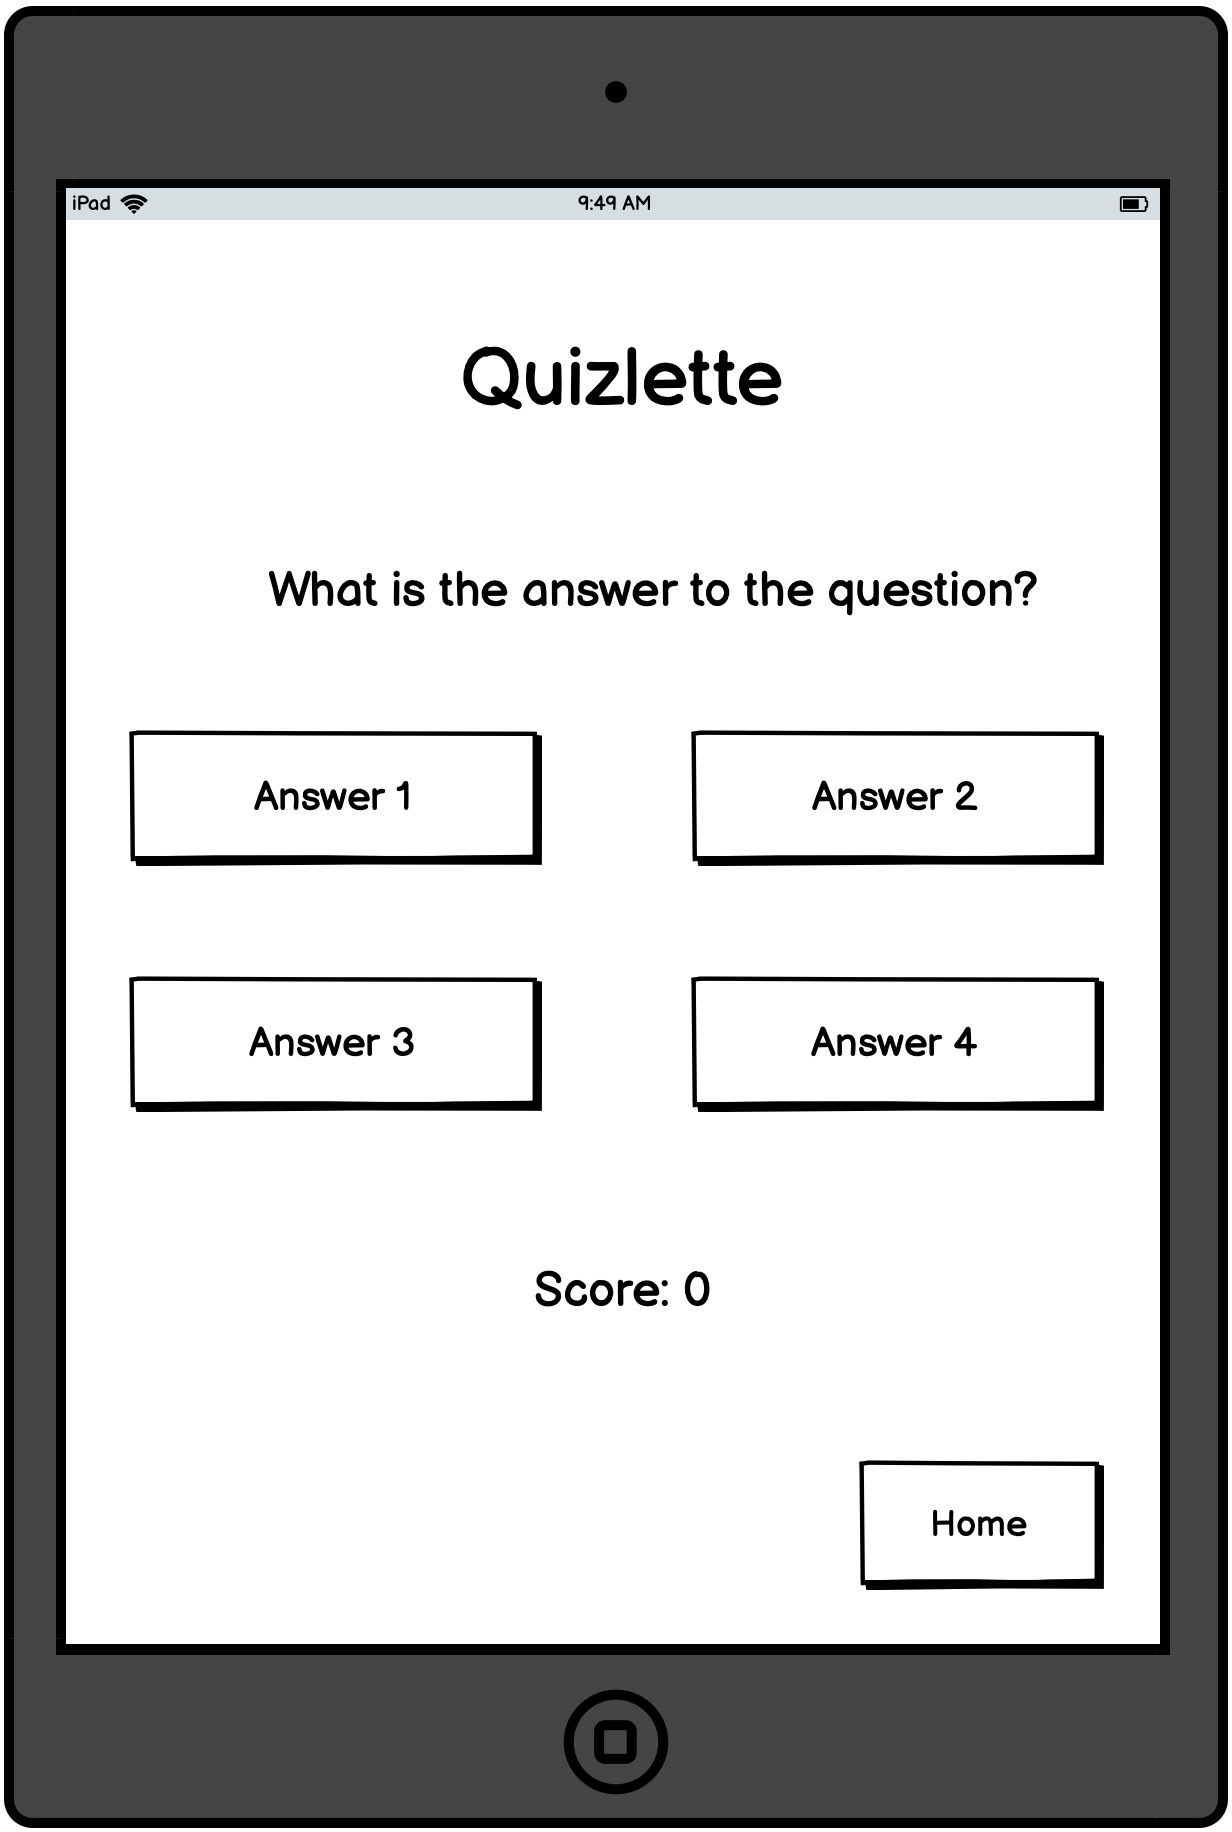 iPad 9:49 AM
Quizlette
What is the answer to the question?
Answer 1 Answer 2
Answer 3 Answer 4
Score: 0
Home